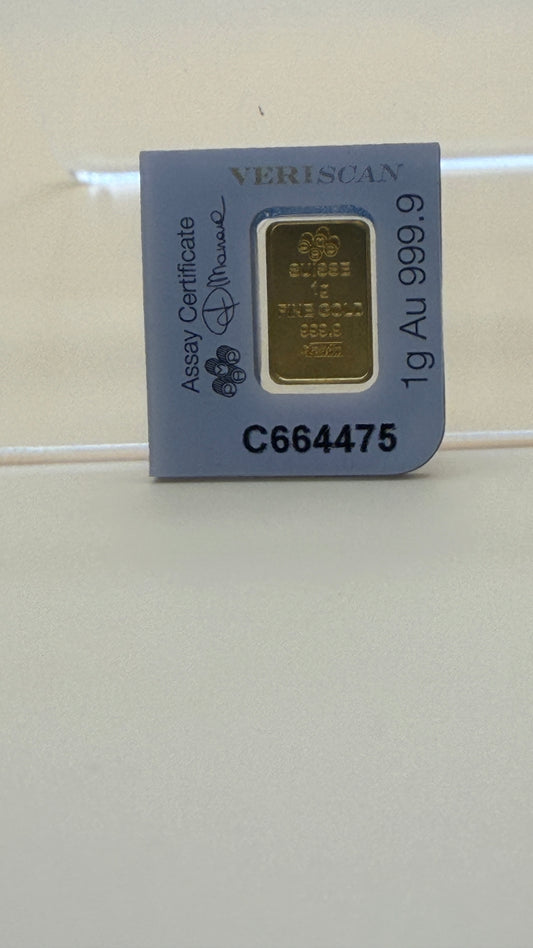 VERISCAN
Assay Certificate
SUISSE
1g
FINE GOLD
999.9
1g Au 999.9
C664475